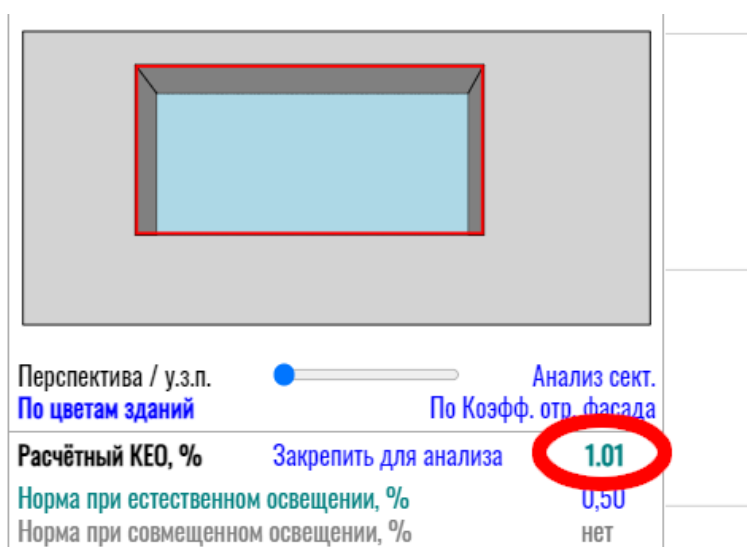 Перспектива / у.з.п. Анализ сект.
По цветам зданий По Коэфф. отр. фасада
Расчётный КЕО, % Закрепить для анализа 1.01
Норма при естественном освещении, % 0,50
Норма при совмещенном освещении, % нет